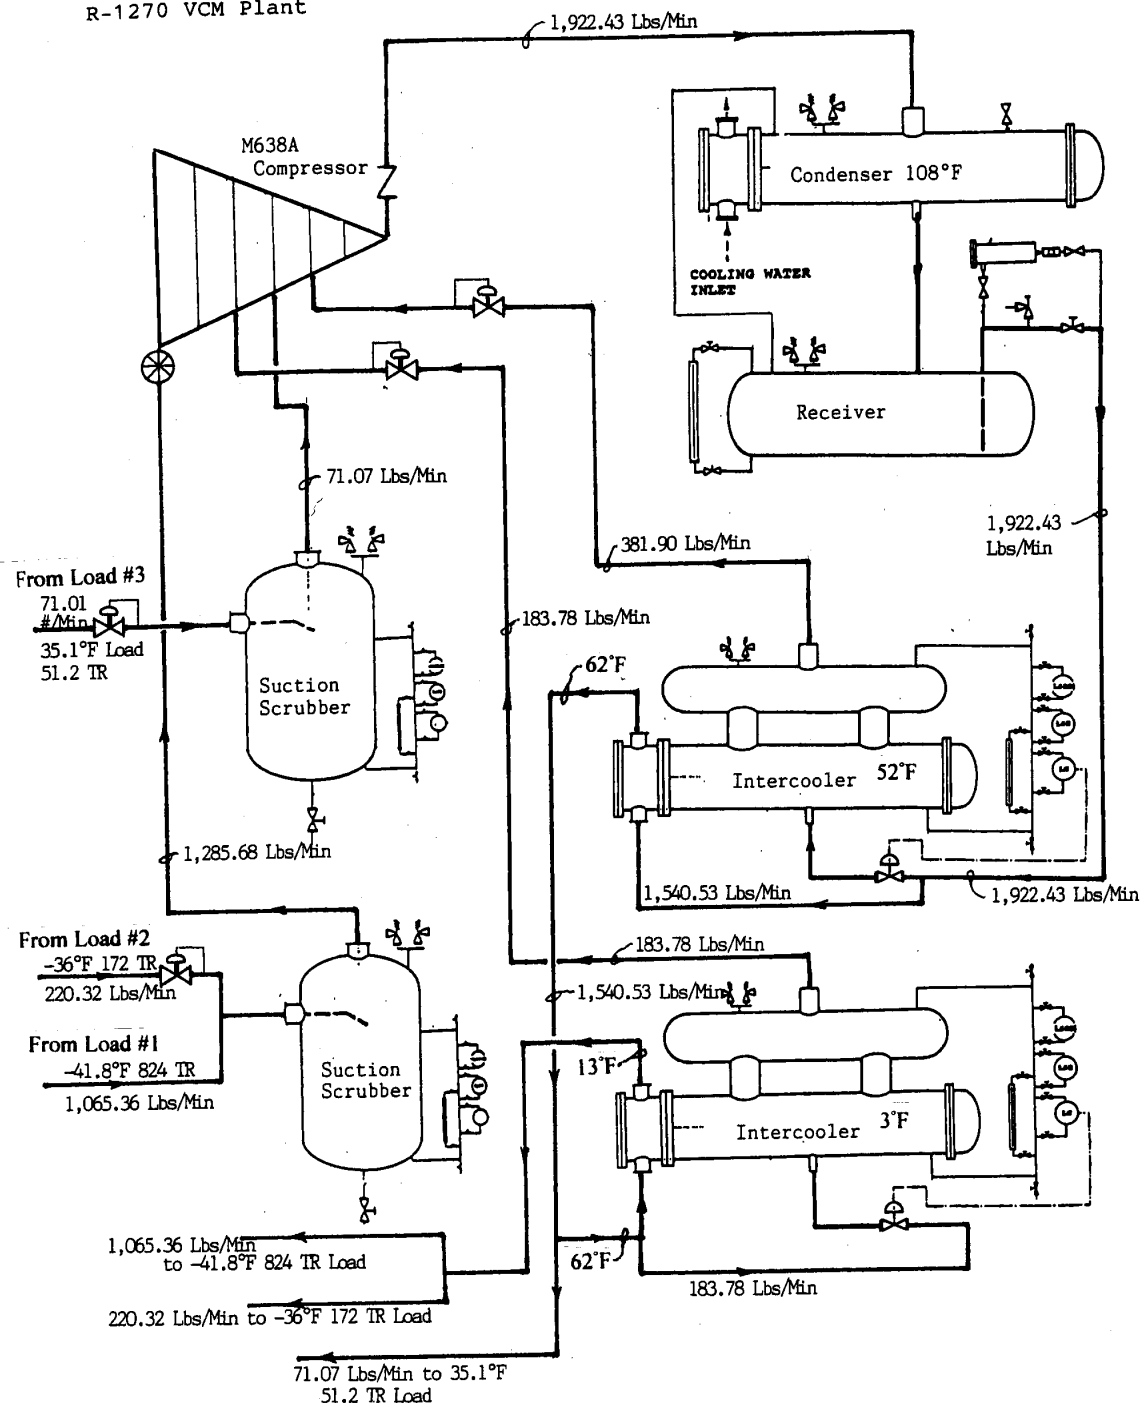 R-1270 VCM Plant
1,922.43 Lbs/Min
M638A
Compressor
Condenser 108°F
COOLING WATER
INLET
Receiver
71.07 Lbs/Min
1,922.43
Lbs/Min
381.90 Lbs/Min
From Load #3
71.01
#/Min
35.1°F Load
51.2 TR
183.78 Lbs/Min
62°F
Suction
Scrubber
Intercooler 52°F
LG
1,285.68 Lbs/Min
1,540.53 Lbs/Min
1,922.43 Lbs/Min
From Load #2
-36°F 172 TR
220.32 Lbs/Min
183.78 Lbs/Min
1,540.53 Lbs/Min
From Load #1
-41.8°F 824 TR
1,065.36 Lbs/Min
13°F
Suction
Scrubber
Intercooler 3°F
LG
1,065.36 Lbs/Min
to -41.8°F 824 TR Load
62°F
183.78 Lbs/Min
220.32 Lbs/Min to -36°F 172 TR Load
71.07 Lbs/Min to 35.1°F
51.2 TR Load